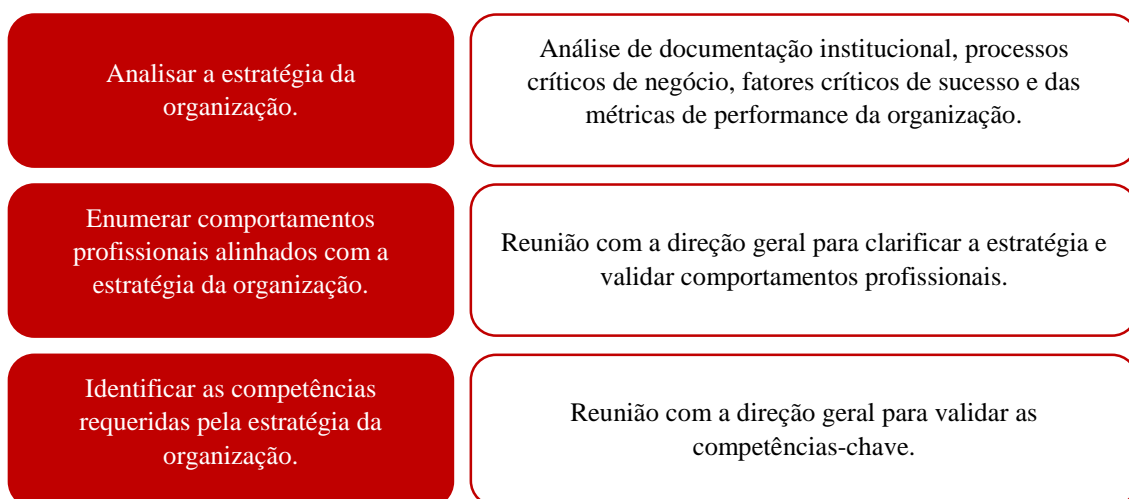 Analisar a estratégia da
organização.
Análise de documentação institucional, processos
críticos de negócio, fatores críticos de sucesso e das
métricas de performance da organização.
Enumerar comportamentos
profissionais alinhados com a
estratégia da organização.
Reunião com a direção geral para clarificar a estratégia e
validar comportamentos profissionais.
Identificar as competências
requeridas pela estratégia da
organização.
Reunião com a direção geral para validar as
competências-chave.